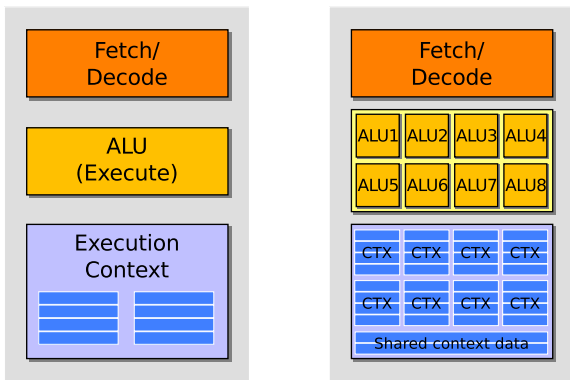 Fetch/
Decode
ALU
(Execute)
Execution
Context
Fetch/
Decode
ALU1 ALU2 ALU3 ALU4
ALU5 ALU6 ALU7 ALU8
CTX CTX CTX CTX
CTX CTX CTX CTX
Shared context data